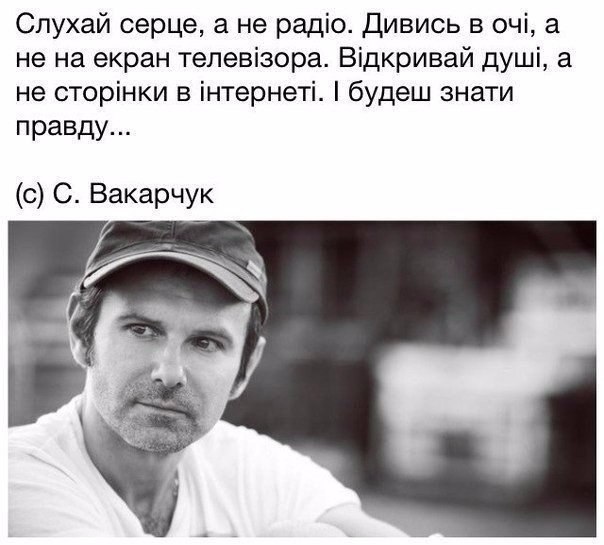 Слухай серце, а не радіо. Дивись в очі, а
не на екран телевізора. Відкривай душі, а
не сторінки в інтернеті. І будеш знати
правду...
(с) С. Вакарчук